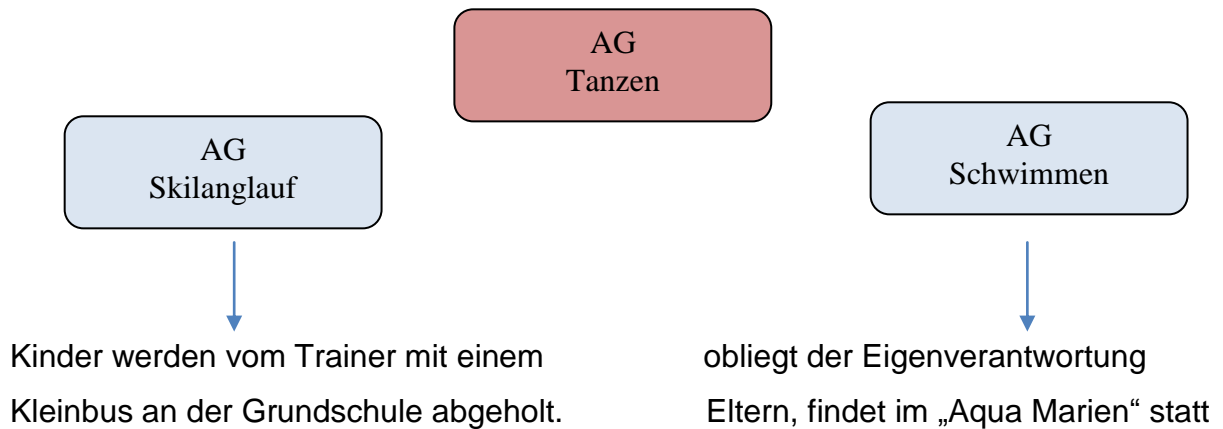 AG
Tanzen
AG
Skilanglauf
AG
Schwimmen
Kinder werden vom Trainer mit einem
Kleinbus an der Grundschule abgeholt.
obliegt der Eigenverantwortung
Eltern, findet im „Aqua Marien“ statt